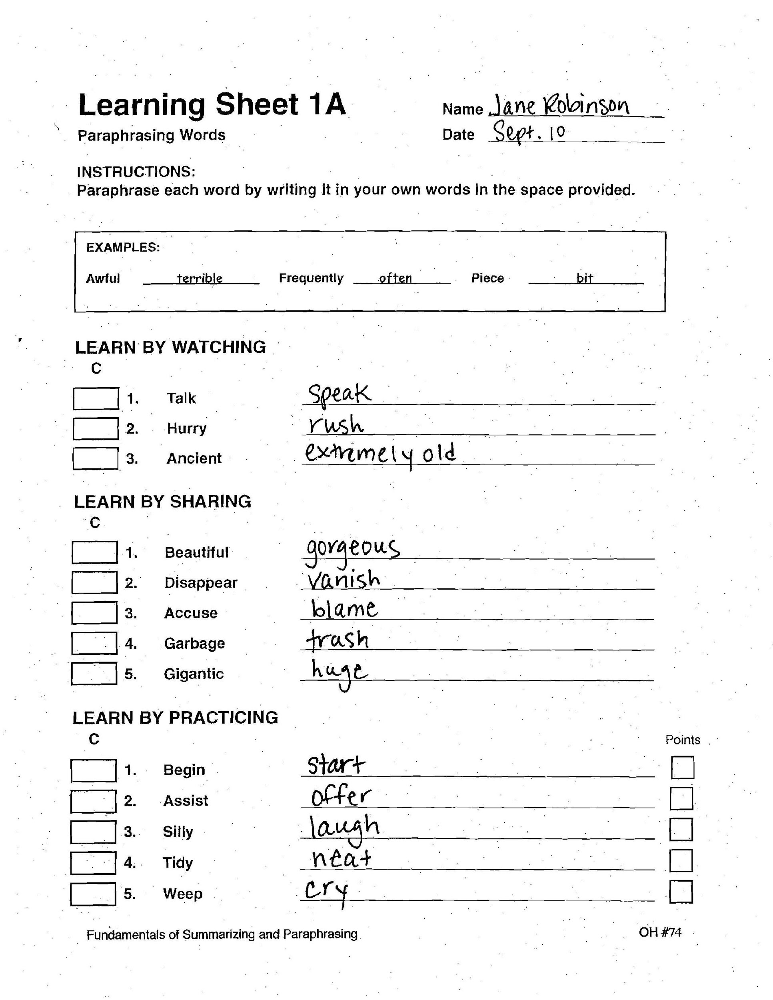 Learning Sheet 1A
Name Jane Robinson
Paraphrasing Words
Date Sept. 10
INSTRUCTIONS:
Paraphrase each word by writing it in your own words in the space provided.
EXAMPLES:
Awful terrible Frequently often Piece bit
LEARN BY WATCHING
C
1. Talk speak
2. Hurry rush
3. Ancient extremely old
LEARN BY SHARING
C
1. Beautiful gorgeous
2. Disappear vanish
3. Accuse blame
4. Garbage trash
5. Gigantic huge
LEARN BY PRACTICING
C Points
1. Begin start
2. Assist offer
3. Silly laugh
4. Tidy neat
5. Weep cry
Fundamentals of Summarizing and Paraphrasing OH #74